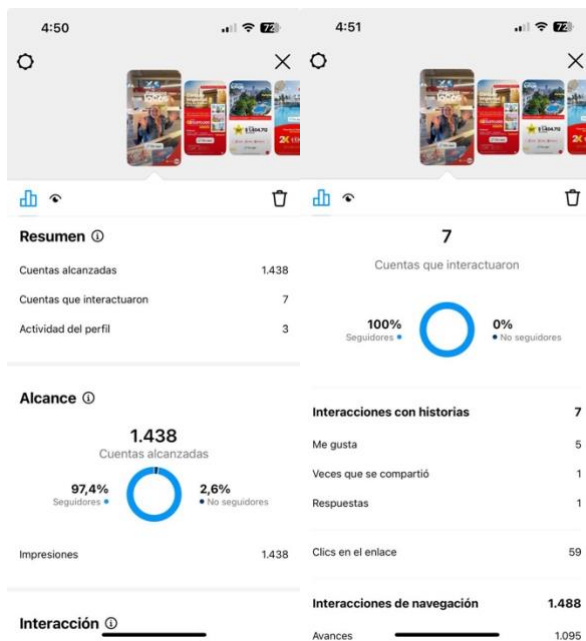 4:50
72
Resumen
Cuentas alcanzadas 1.438
Cuentas que interactuaron 7
Actividad del perfil 3
Alcance
1.438
Cuentas alcanzadas
97,4% 2,6%
Seguidores No seguidores
Impresiones 1.438
Interacción
4:51
72
7
Cuentas que interactuaron
100% 0%
Seguidores No seguidores
Interacciones con historias 7
Me gusta 5
Veces que se compartió 1
Respuestas 1
Clics en el enlace 59
Interacciones de navegación 1.488
Avances 1.095